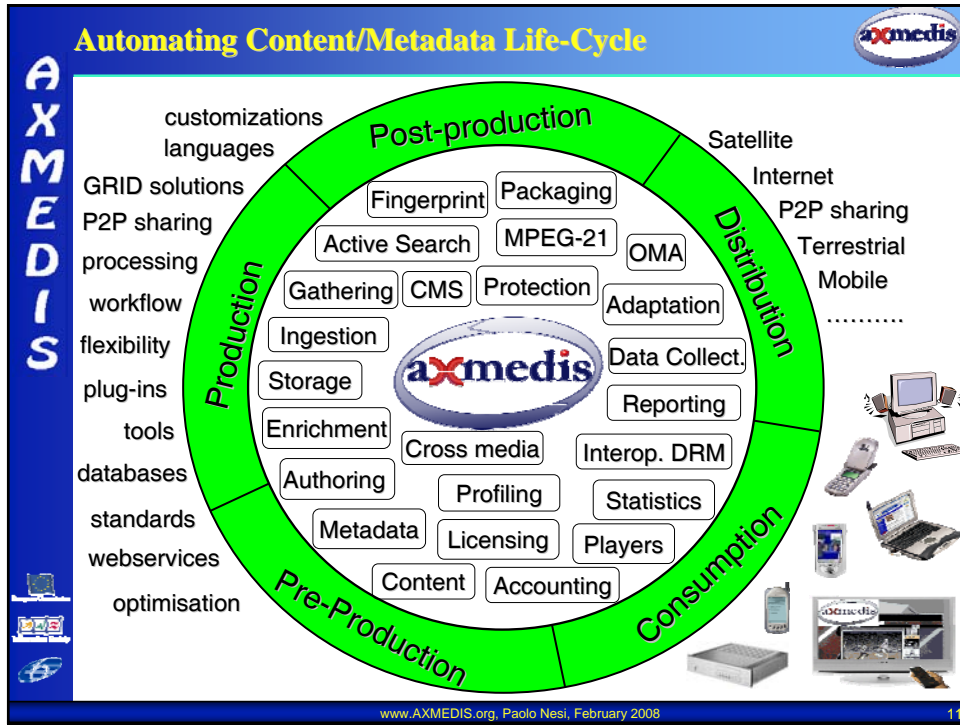 Automating Content/Metadata Life-Cycle
axmedis
AXMEDIS
customizations
languages
GRID solutions
P2P sharing
processing
workflow
flexibility
plug-ins
tools
databases
standards
webservices
optimisation
Post-production
Production
Pre-Production
Consumption
Distribution
Fingerprint
Packaging
Active Search
MPEG-21
OMA
Gathering
CMS
Protection
Adaptation
Ingestion
axmedis
Data Collect.
Storage
Reporting
Enrichment
Cross media
Interop. DRM
Authoring
Profiling
Statistics
Metadata
Licensing
Players
Content
Accounting
Satellite
Internet
P2P sharing
Terrestrial
Mobile
……….
axmedis
www.AXMEDIS.org, Paolo Nesi, February 2008
11